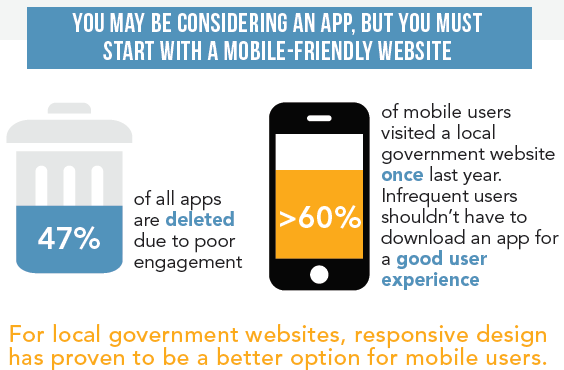 YOU MAY BE CONSIDERING AN APP, BUT YOU MUST
START WITH A MOBILE-FRIENDLY WEBSITE
47%
of all apps
are deleted
due to poor
engagement
>60%
of mobile users
visited a local
government website
once last year.
Infrequent users
shouldn't have to
download an app for
a good user
experience
For local government websites, responsive design
has proven to be a better option for mobile users.